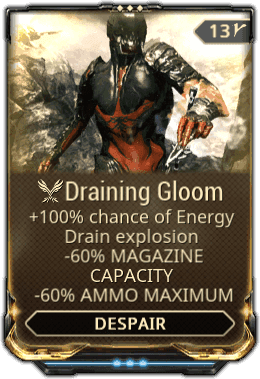 13
Draining Gloom
+100% chance of Energy
Drain explosion
-60% MAGAZINE
CAPACITY
-60% AMMO MAXIMUM
DESPAIR